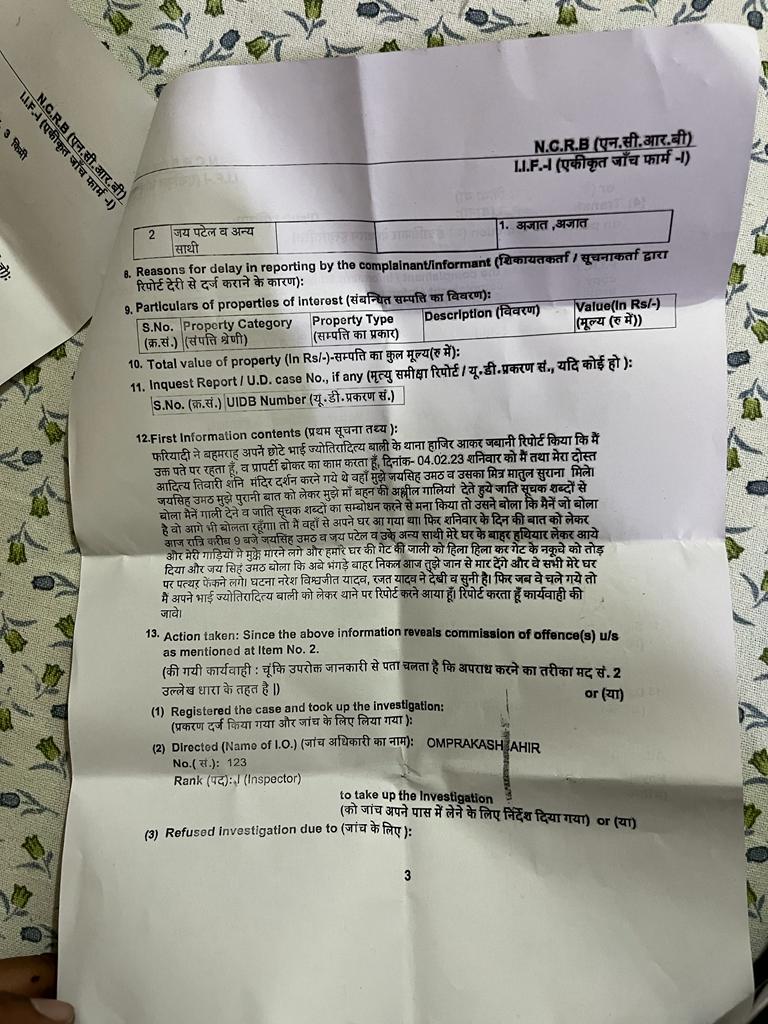 N.C.R.B (एन.सी.आर.बी)
I.I.F.-I (एकीकृत जाँच फार्म -I)
3 किमी
N.C.R.B (एन.सी.आर.बी)
I.I.F.-I (एकीकृत जाँच फार्म -I)
2 जय पटेल व अन्य 1. अजात ,अजात
साथी
8. Reasons for delay in reporting by the complainant/informant (शिकायतकर्ता / सूचनाकर्ता द्वारा
रिपोर्ट देरी से दर्ज कराने के कारण):
9. Particulars of properties of interest (संबन्धित सम्पति का विवरण):
S.No. Property Category Property Type Description (विवरण) Value(In Rs/-)
(क्र.सं.) (संपत्ति श्रेणी) (सम्पति का प्रकार) (मूल्य (रु में))
10. Total value of property (In Rs/-)-सम्पति का कुल मूल्य(रु में):
11. Inquest Report / U.D. case No., if any (मृत्यु समीक्षा रिपोर्ट / यू.डी.प्रकरण सं., यदि कोई हो ):
S.No. (क्र.सं.) UIDB Number (यू.डी.प्रकरण सं.)
12.First Information contents (प्रथम सूचना तथ्य ):
फरियादी ने बहमराह अपने छोटे भाई ज्योतिरादित्य बाली के थाना हाजिर आकर जबानी रिपोर्ट किया कि मैं
उक्त पते पर रहता हूँ, व प्रापर्टी ब्रोकर का काम करता हूँ, दिनांक- 04.02.23 शनिवार को मैं तथा मेरा दोस्त
आदित्य तिवारी शनि मंदिर दर्शन करने गये थे वहाँ मुझे जयसिह उमठ व उसका मित्र मातुल सुराना मिले।
जयसिह उमठ मुझे पुरानी बात को लेकर मुझे माँ बहन की अश्लील गालियां देते हुये जाति सूचक शब्दों से
बोला मैनें गाली देने व जाति सूचक शब्दों का सम्बोधन करने से मना किया तो उसने बोला कि मैनें जो बोला
है वो आगे भी बोलता रहूँगा। तो मै वहाँ से अपने घर आ गया था। फिर शनिवार के दिन की बात को लेकर
आज रात्रि करीब 9 बजे जयसिंह उमठ व जय पटेल व उनके अन्य साथी मेरे घर के बाहर हथियार लेकर आये
और मेरी गाडियों मे मुक्के मारने लगे और हमारे घर की गेट की जाली को हिला हिला कर गेट के नकूचे को तोड़
दिया और जय सिह उमठ बोला कि अबे भंगड़े बाहर निकल आज तुझे जान से मार देंगे और वे सभी मेरे घर
पर पत्थर फेंकने लगे। घटना नरेश विश्वजीत यादव, रजत यादव ने देखी व सुनी है। फिर जब वे चले गये तो
मै अपने भाई ज्योतिरादित्य बाली को लेकर थाने पर रिपोर्ट करने आया हूँ। रिपोर्ट करता हूँ कार्यवाही की
जावे।
13. Action taken: Since the above information reveals commission of offence(s) u/s
as mentioned at Item No. 2.
(की गयी कार्यवाही : चूंकि उपरोक्त जानकारी से पता चलता है कि अपराध करने का तरीका मद सं. 2
उल्लेख धारा के तहत है |)
or (या)
(1) Registered the case and took up the investigation:
(प्रकरण दर्ज किया गया और जांच के लिए लिया गया ):
(2) Directed (Name of I.O.) (जांच अधिकारी का नाम): OMPRAKASH AHIR
No.( सं.): 123
Rank (पद): I (Inspector)
to take up the Investigation
(को जांच अपने पास में लेने के लिए निर्देश दिया गया) or (या)
(3) Refused investigation due to (जांच के लिए ):
3